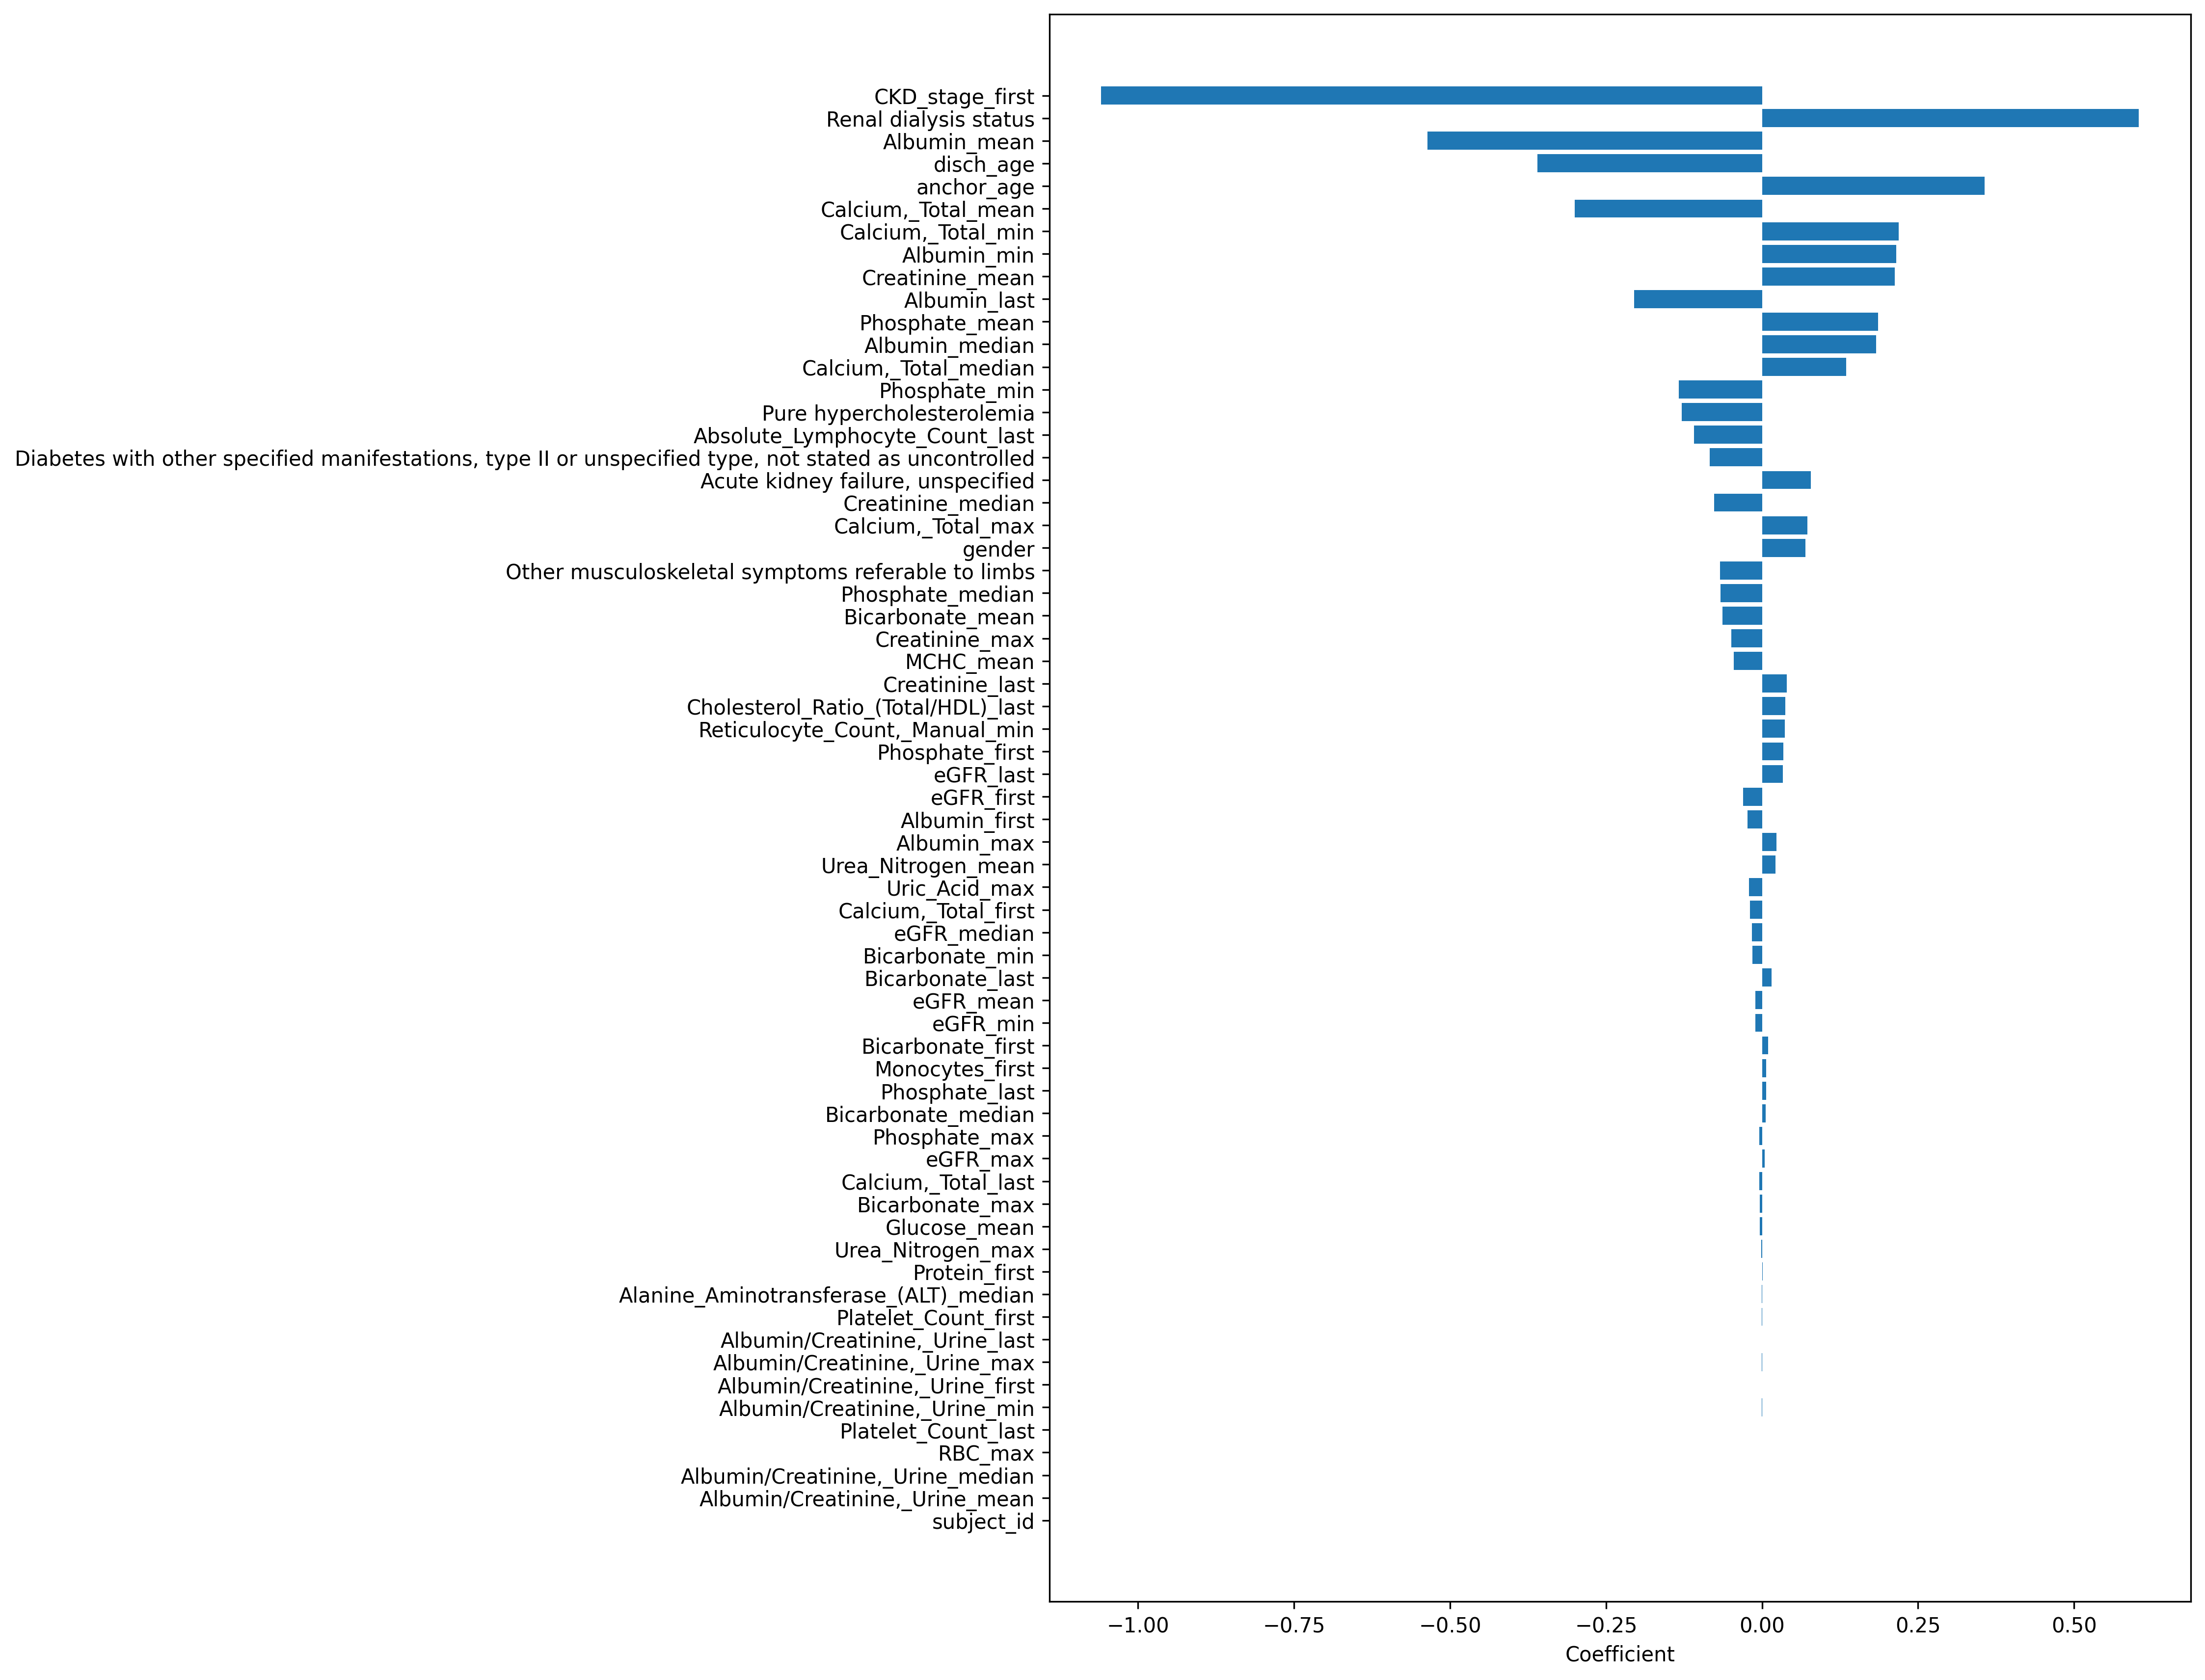 CKD_stage_first
Renal dialysis status
Albumin_mean
disch_age
anchor_age
Calcium,_Total_mean
Calcium,_Total_min
Albumin_min
Creatinine_mean
Albumin_last
Phosphate_mean
Albumin_median
Calcium,_Total_median
Phosphate_min
Pure hypercholesterolemia
Absolute_Lymphocyte_Count_last
Diabetes with other specified manifestations, type II or unspecified type, not stated as uncontrolled
Acute kidney failure, unspecified
Creatinine_median
Calcium,_Total_max
gender
Other musculoskeletal symptoms referable to limbs
Phosphate_median
Bicarbonate_mean
Creatinine_max
MCHC_mean
Creatinine_last
Cholesterol_Ratio_(Total/HDL)_last
Reticulocyte_Count,_Manual_min
Phosphate_first
eGFR_last
eGFR_first
Albumin_first
Albumin_max
Urea_Nitrogen_mean
Uric_Acid_max
Calcium,_Total_first
eGFR_median
Bicarbonate_min
Bicarbonate_last
eGFR_mean
eGFR_min
Bicarbonate_first
Monocytes_first
Phosphate_last
Bicarbonate_median
Phosphate_max
eGFR_max
Calcium,_Total_last
Bicarbonate_max
Glucose_mean
Urea_Nitrogen_max
Protein_first
Alanine_Aminotransferase_(ALT)_median
Platelet_Count_first
Albumin/Creatinine,_Urine_last
Albumin/Creatinine,_Urine_max
Albumin/Creatinine,_Urine_first
Albumin/Creatinine,_Urine_min
Platelet_Count_last
RBC_max
Albumin/Creatinine,_Urine_median
Albumin/Creatinine,_Urine_mean
subject_id
−1.00 −0.75 −0.50 −0.25 0.00 0.25 0.50
Coefficient